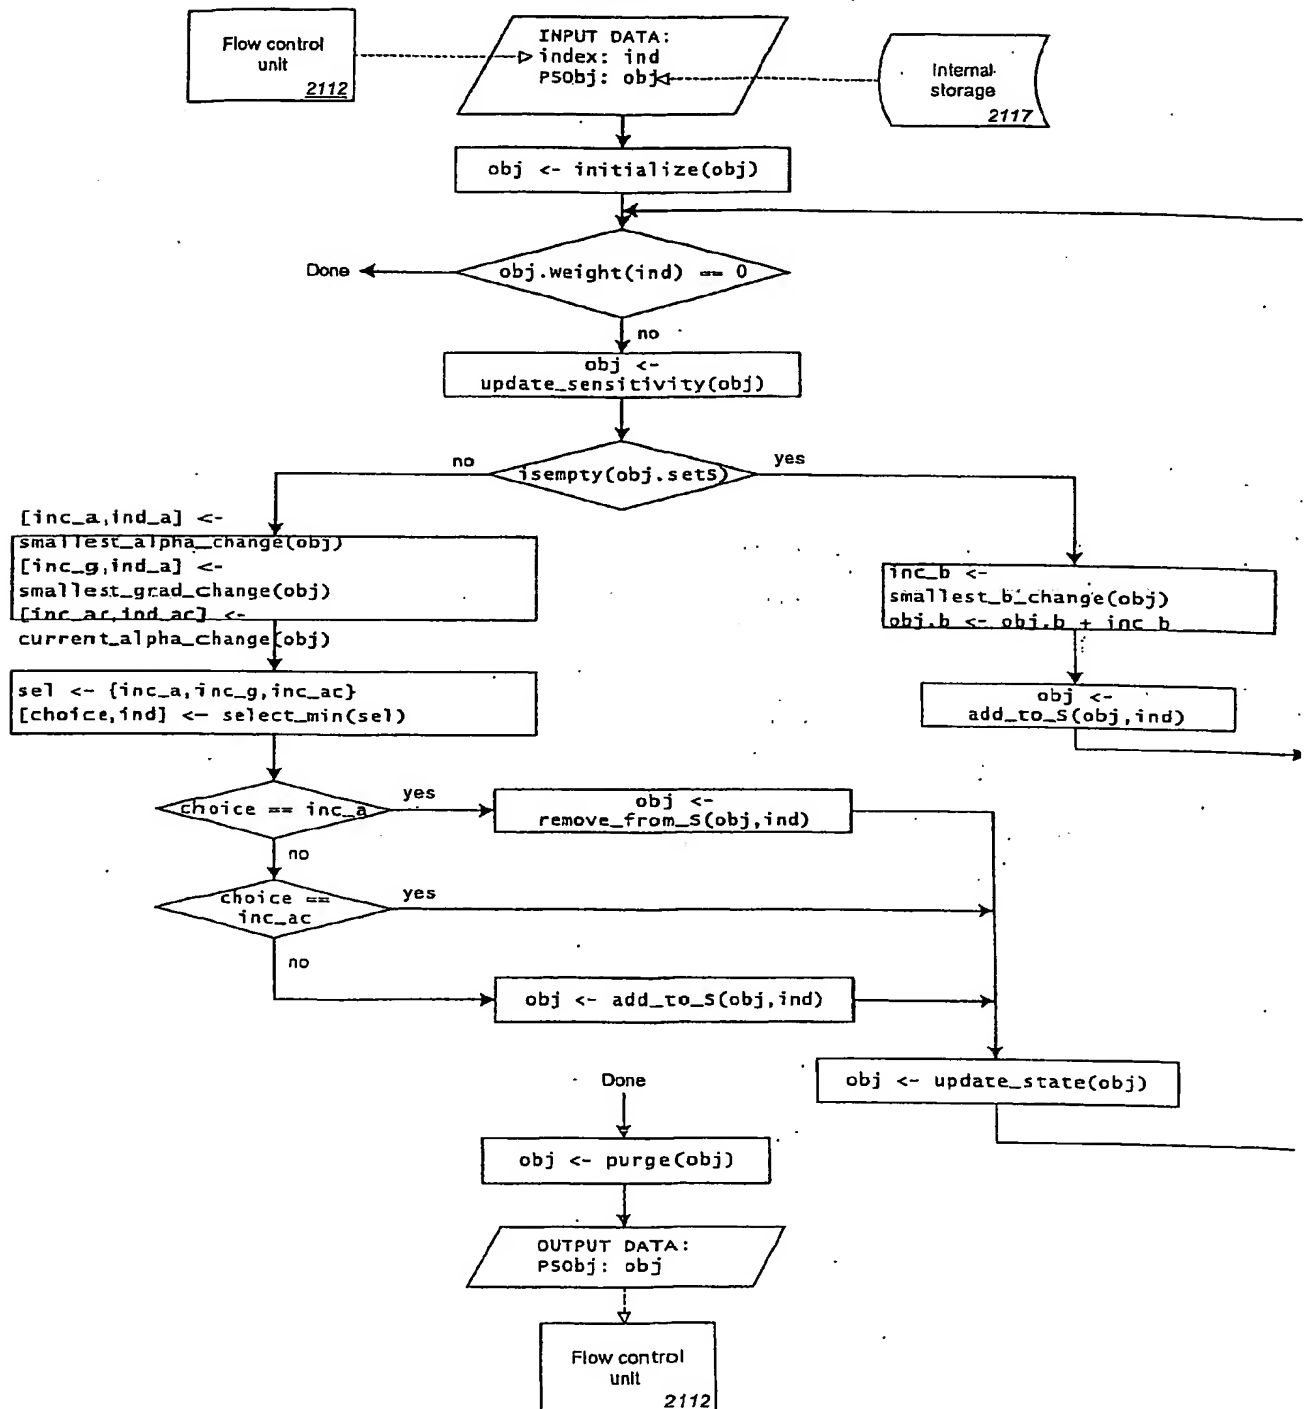 Flow control
unit
2112
INPUT DATA:
index: ind
PSObj: obj
Internal
storage
2117
obj <- initialize(obj)
obj.weight(ind) == 0
Done
no
obj <-
update_sensitivity(obj)
isempty(obj.setS)
no
yes
[inc_a,ind_a] <-
smallest_alpha_change(obj)
[inc_g,ind_a] <-
smallest_grad_change(obj)
[inc_ac,ind_ac] <-
current_alpha_change(obj)
inc_b <-
smallest_b_change(obj)
obj.b <- obj.b + inc_b
sel <- {inc_a,inc_g,inc_ac}
[choice,ind] <- select_min(sel)
obj <-
add_to_S(obj,ind)
choice == inc_a
yes
obj <-
remove_from_S(obj,ind)
no
choice ==
inc_ac
yes
no
obj <- add_to_S(obj,ind)
obj <- update_state(obj)
Done
obj <- purge(obj)
OUTPUT DATA:
PSObj: obj
Flow control
unit
2112